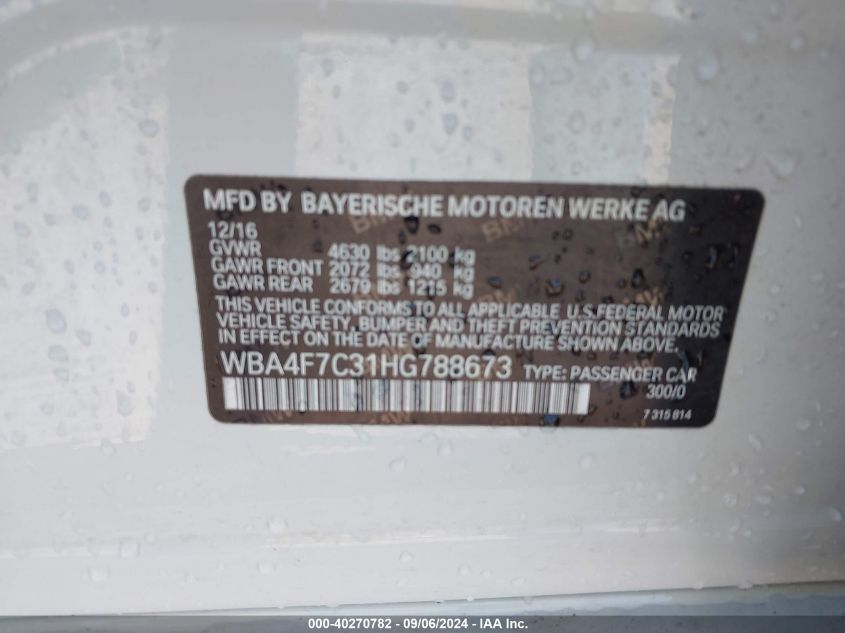 MFD BY BAYERISCHE MOTOREN WERKE AG
12/16
GVWR 4630 lbs 2100 kg
GAWR FRONT 2072 lbs 940 kg
GAWR REAR 2679 lbs 1215 kg
THIS VEHICLE CONFORMS TO ALL APPLICABLE U.S.FEDERAL MOTOR
VEHICLE SAFETY, BUMPER AND THEFT PREVENTION STANDARDS
IN EFFECT ON THE DATE OF MANUFACTURE SHOWN ABOVE.
WBA4F7C31HG788673 TYPE: PASSENGER CAR
300/0
7 315 814
000-40270782 - 09/06/2024 - IAA Inc.